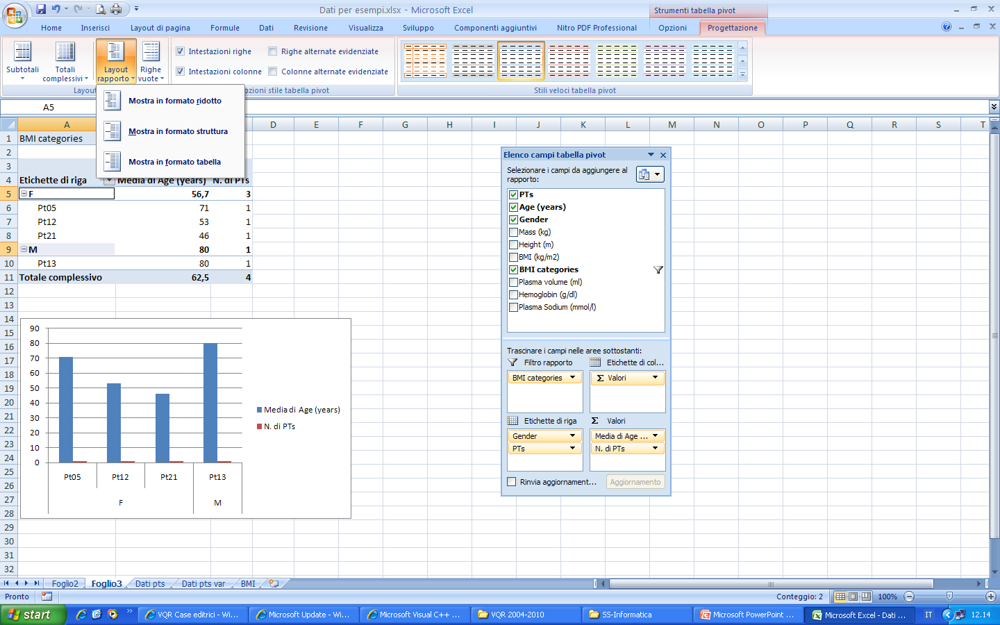 Dati per esempi.xlsx - Microsoft Excel
Strumenti tabella pivot
Home Inserisci Layout di pagina Formule Dati Revisione Visualizza Sviluppo Componenti aggiuntivi Nitro PDF Professional Opzioni Progettazione
Subtotali
Totali complessivi
Layout rapporto
Righe vuote
Intestazioni righe
Righe alternate evidenziate
Intestazioni colonne
Colonne alternate evidenziate
Layou
pzioni stile tabella pivot
Stili veloci tabella pivot
Mostra in formato ridotto
Mostra in formato struttura
Mostra in formato tabella
A5
A D E F G H I J K L M N O P Q R S T
1 BMI categories
2
3
4 Etichette di riga Media di Age (years) N. di PTs
5 F 56,7 3
6 Pt05 71 1
7 Pt12 53 1
8 Pt21 46 1
9 M 80 1
10 Pt13 80 1
11 Totale complessivo 62,5 4
12
13
14
15
16
17
18
19
20
21
22
23
24
25
26
27
28
29
30
31
32
90
80
70
60
50
40
30
20
10
0
Pt05 Pt12 Pt21 Pt13
F M
Media di Age (years)
N. di PTs
Elenco campi tabella pivot
Selezionare i campi da aggiungere al
rapporto:
PTs
Age (years)
Gender
Mass (kg)
Height (m)
BMI (kg/m2)
BMI categories
Plasma volume (ml)
Hemoglobin (g/dl)
Plasma Sodium (mmol/l)
Trascinare i campi nelle aree sottostanti:
Filtro rapporto
Etichette di col...
BMI categories
Σ Valori
Etichette di riga
Σ Valori
Gender
Media di Age ...
PTs
N. di PTs
Rinvia aggiornament...
Aggiornamento
Foglio2 Foglio3 Dati pts Dati pts var BMI
Pronto
Conteggio: 2
100%
start
VQR Case editrici - Wi...
Microsoft Update - Wi...
Microsoft Visual C++ ...
VQR 2004-2010
SS-Informatica
Microsoft PowerPoint ...
Microsoft Excel - Dati ...
IT
12.14